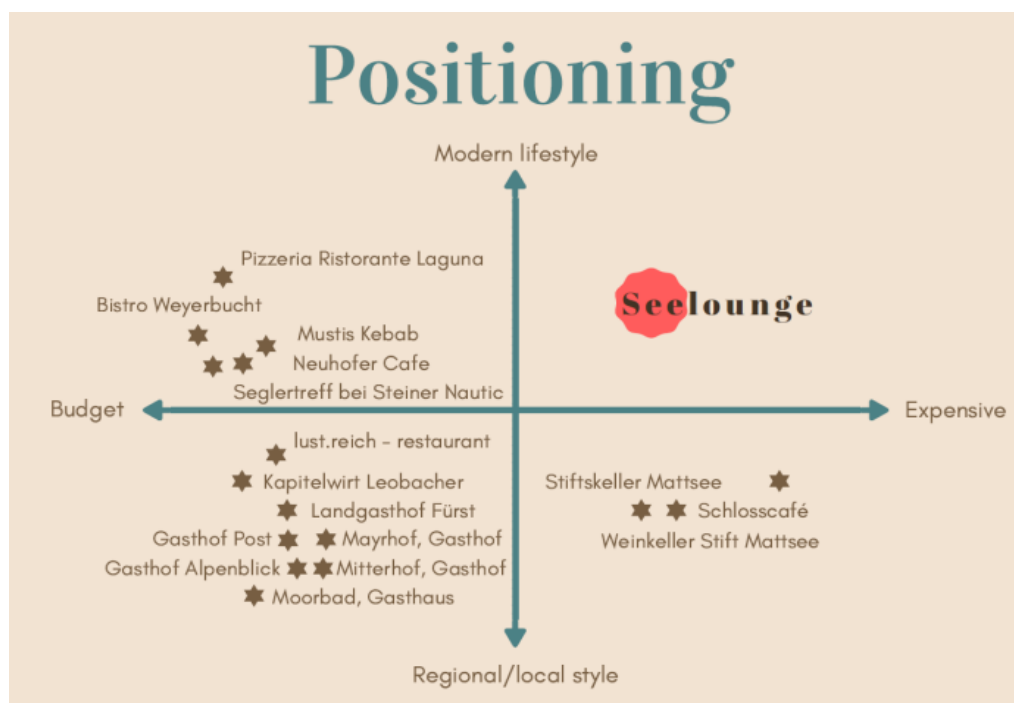 Positioning
Modern lifestyle
Pizzeria Ristorante Laguna
Bistro Weyerbucht
Seelounge
Mustis Kebab
Neuhofer Cafe
Seglertreff bei Steiner Nautic
Budget
Expensive
lust.reich - restaurant
Kapitelwirt Leobacher
Stiftskeller Mattsee
Landgasthof Fürst
Schlosscafé
Gasthof Post
Mayrhof, Gasthof
Weinkeller Stift Mattsee
Gasthof Alpenblick
Mitterhof, Gasthof
Moorbad, Gasthaus
Regional/local style